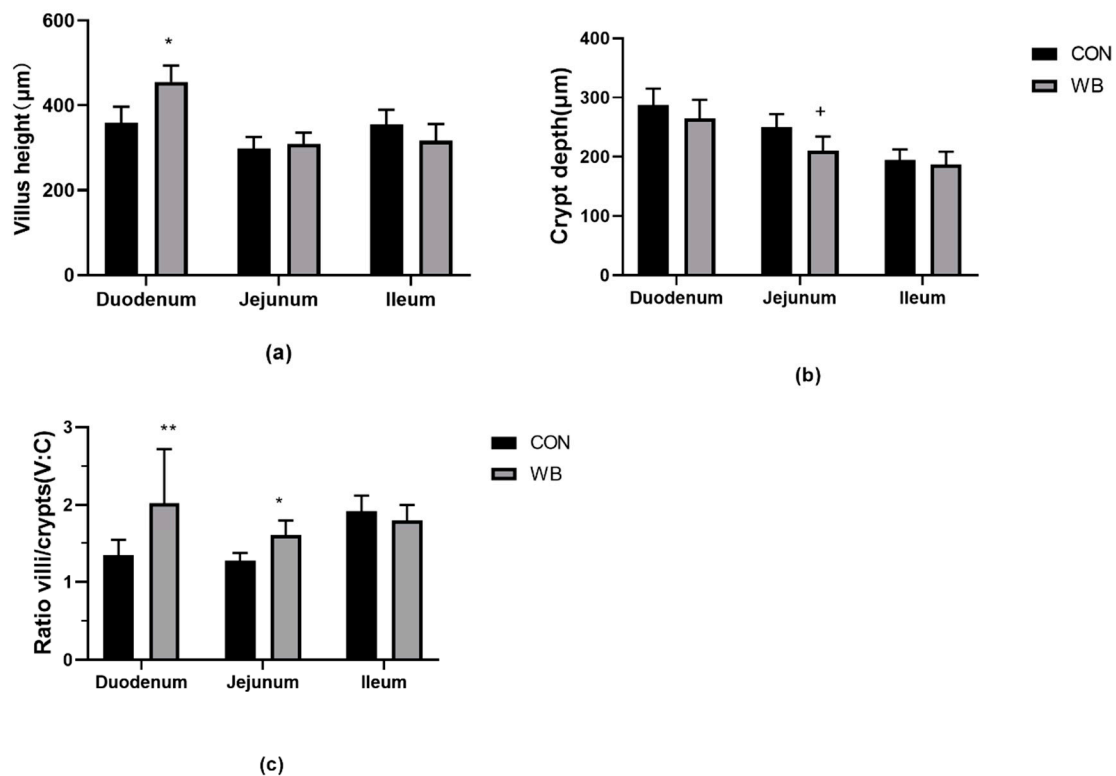 600
400
200
0
Villus height(μm)
*
Duodenum Jejunum Ileum
(a)
400
300
200
100
0
Crypt depth(μm)
+
Duodenum Jejunum Ileum
CON
WB
(b)
3
2
1
0
Ratio villi/crypts(V:C)
**
*
Duodenum Jejunum Ileum
CON
WB
(c)